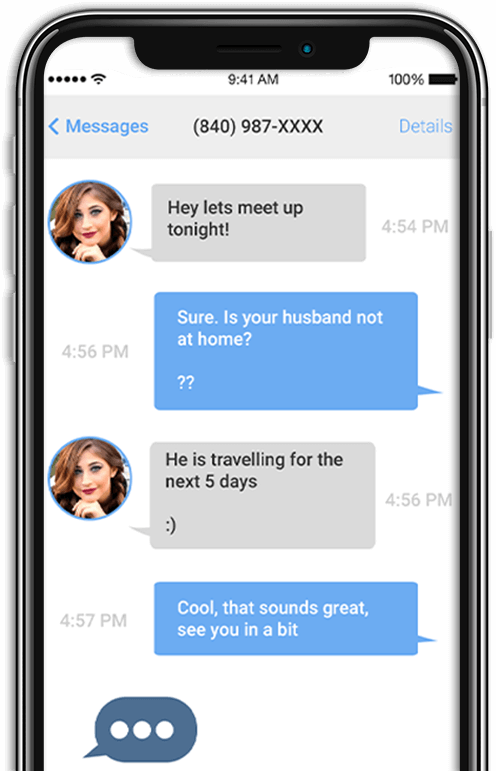 9:41 AM
100%
Messages
(840) 987-XXXX
Details
Hey lets meet up
tonight!
4:54 PM
Sure. Is your husband not
at home?
??
4:56 PM
He is travelling for the
next 5 days
:)
4:56 PM
Cool, that sounds great,
see you in a bit
4:57 PM